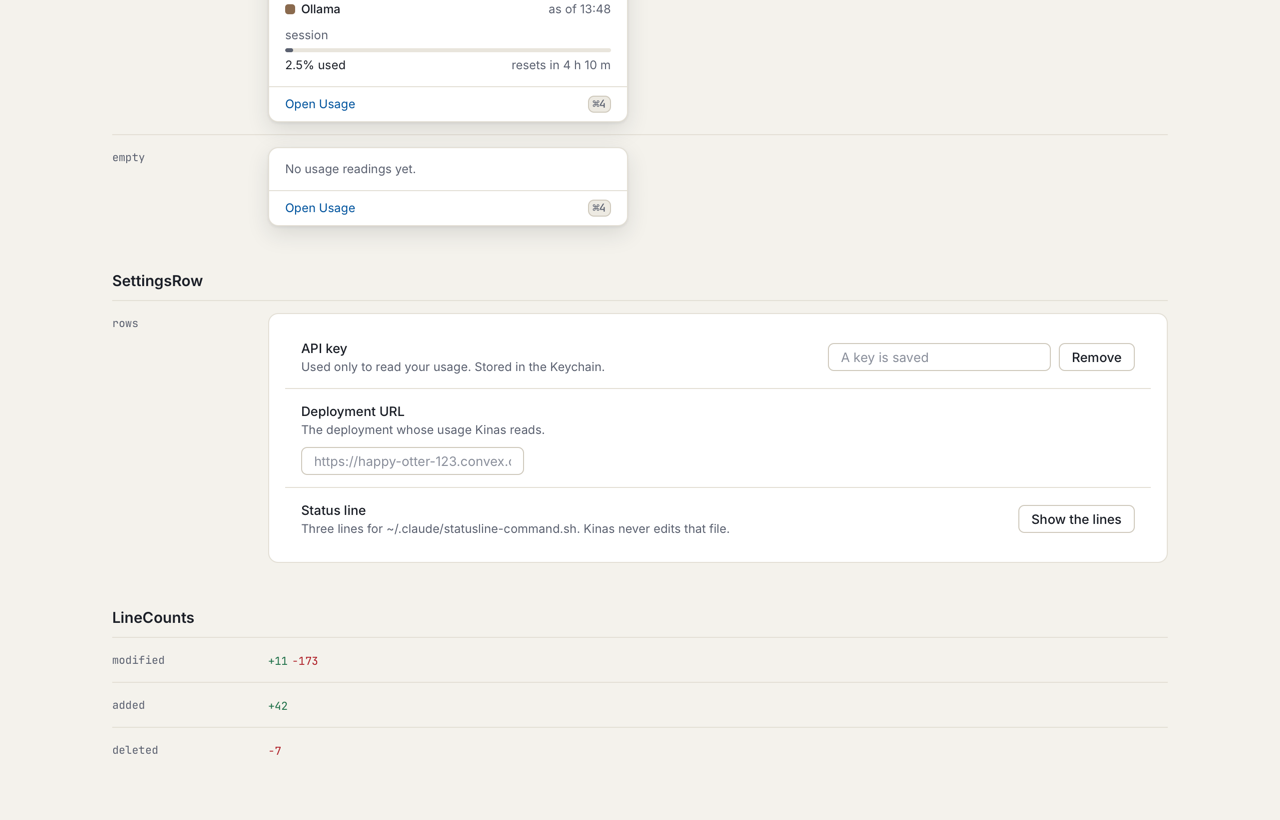 Ollama as of 13:48
session
2.5% used resets in 4 h 10 m
Open Usage ⌘4
empty
No usage readings yet.
Open Usage ⌘4
SettingsRow
rows
API key
Used only to read your usage. Stored in the Keychain.
A key is saved Remove
Deployment URL
The deployment whose usage Kinas reads.
https://happy-otter-123.convex.c
Status line
Three lines for ~/.claude/statusline-command.sh. Kinas never edits that file.
Show the lines
LineCounts
modified +11 -173
added +42
deleted -7